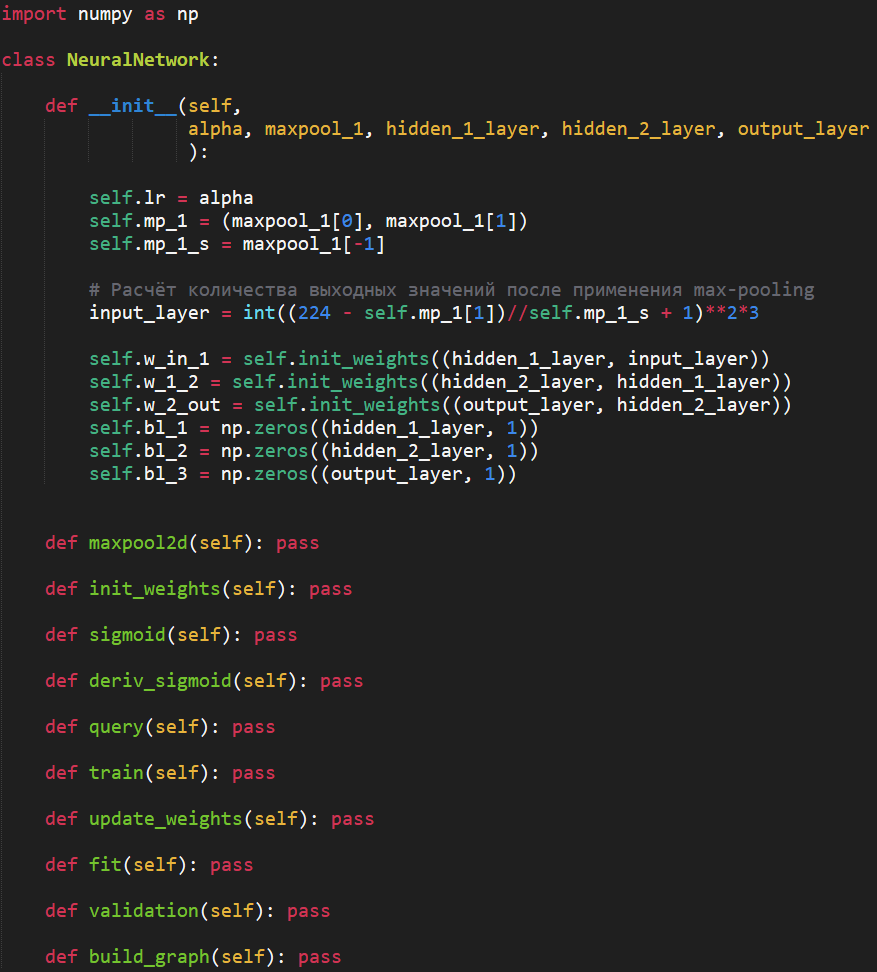 import numpy as np
class NeuralNetwork:
def __init__(self,
alpha, maxpool_1, hidden_1_layer, hidden_2_layer, output_layer
):
self.lr = alpha
self.mp_1 = (maxpool_1[0], maxpool_1[1])
self.mp_1_s = maxpool_1[-1]
# Расчёт количества выходных значений после применения max-pooling
input_layer = int((224 - self.mp_1[1])//self.mp_1_s + 1)**2*3
self.w_in_1 = self.init_weights((hidden_1_layer, input_layer))
self.w_1_2 = self.init_weights((hidden_2_layer, hidden_1_layer))
self.w_2_out = self.init_weights((output_layer, hidden_2_layer))
self.bl_1 = np.zeros((hidden_1_layer, 1))
self.bl_2 = np.zeros((hidden_2_layer, 1))
self.bl_3 = np.zeros((output_layer, 1))
def maxpool2d(self): pass
def init_weights(self): pass
def sigmoid(self): pass
def deriv_sigmoid(self): pass
def query(self): pass
def train(self): pass
def update_weights(self): pass
def fit(self): pass
def validation(self): pass
def build_graph(self): pass